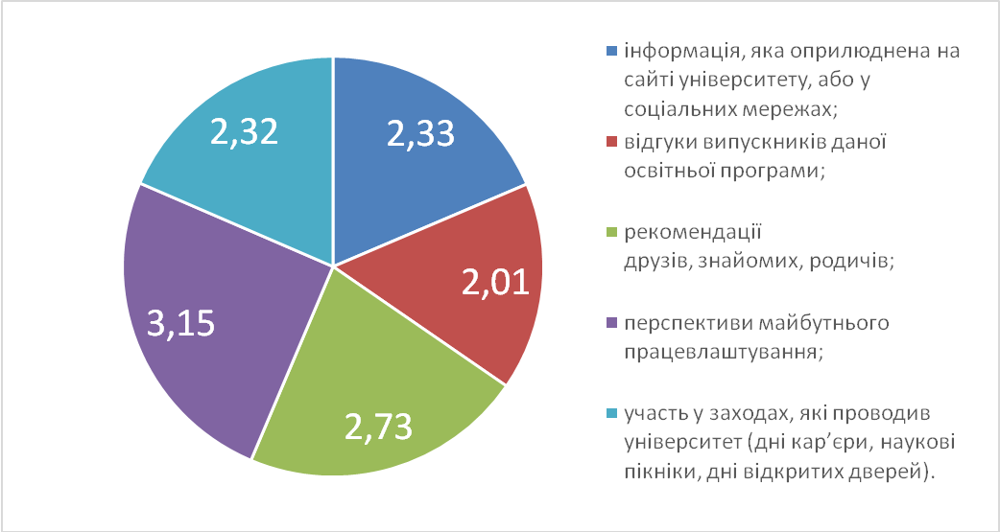 2,32
2,33
2,01
3,15
2,73
інформація, яка оприлюднена на
сайті університету, або у
соціальних мережах;
відгуки випускників даної
освітньої програми;
рекомендації
друзів, знайомих, родичів;
перспективи майбутнього
працевлаштування;
участь у заходах, які проводив
університет (дні кар’єри, наукові
пікніки, дні відкритих дверей).